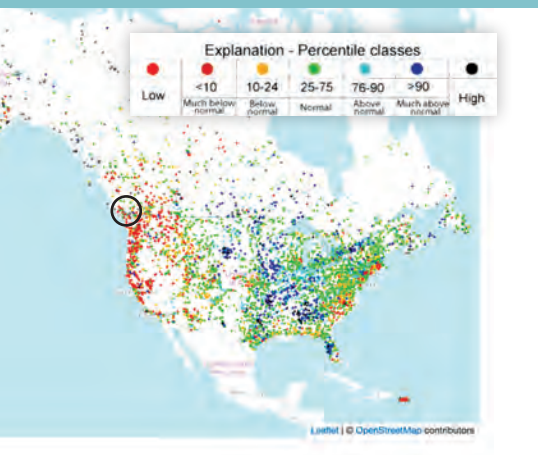 Explanation - Percentile classes
Low <10 10-24 25-75 76-90 >90 High
Much below normal Below normal Normal Above normal Much above normal
Leaflet | © OpenStreetMap contributors